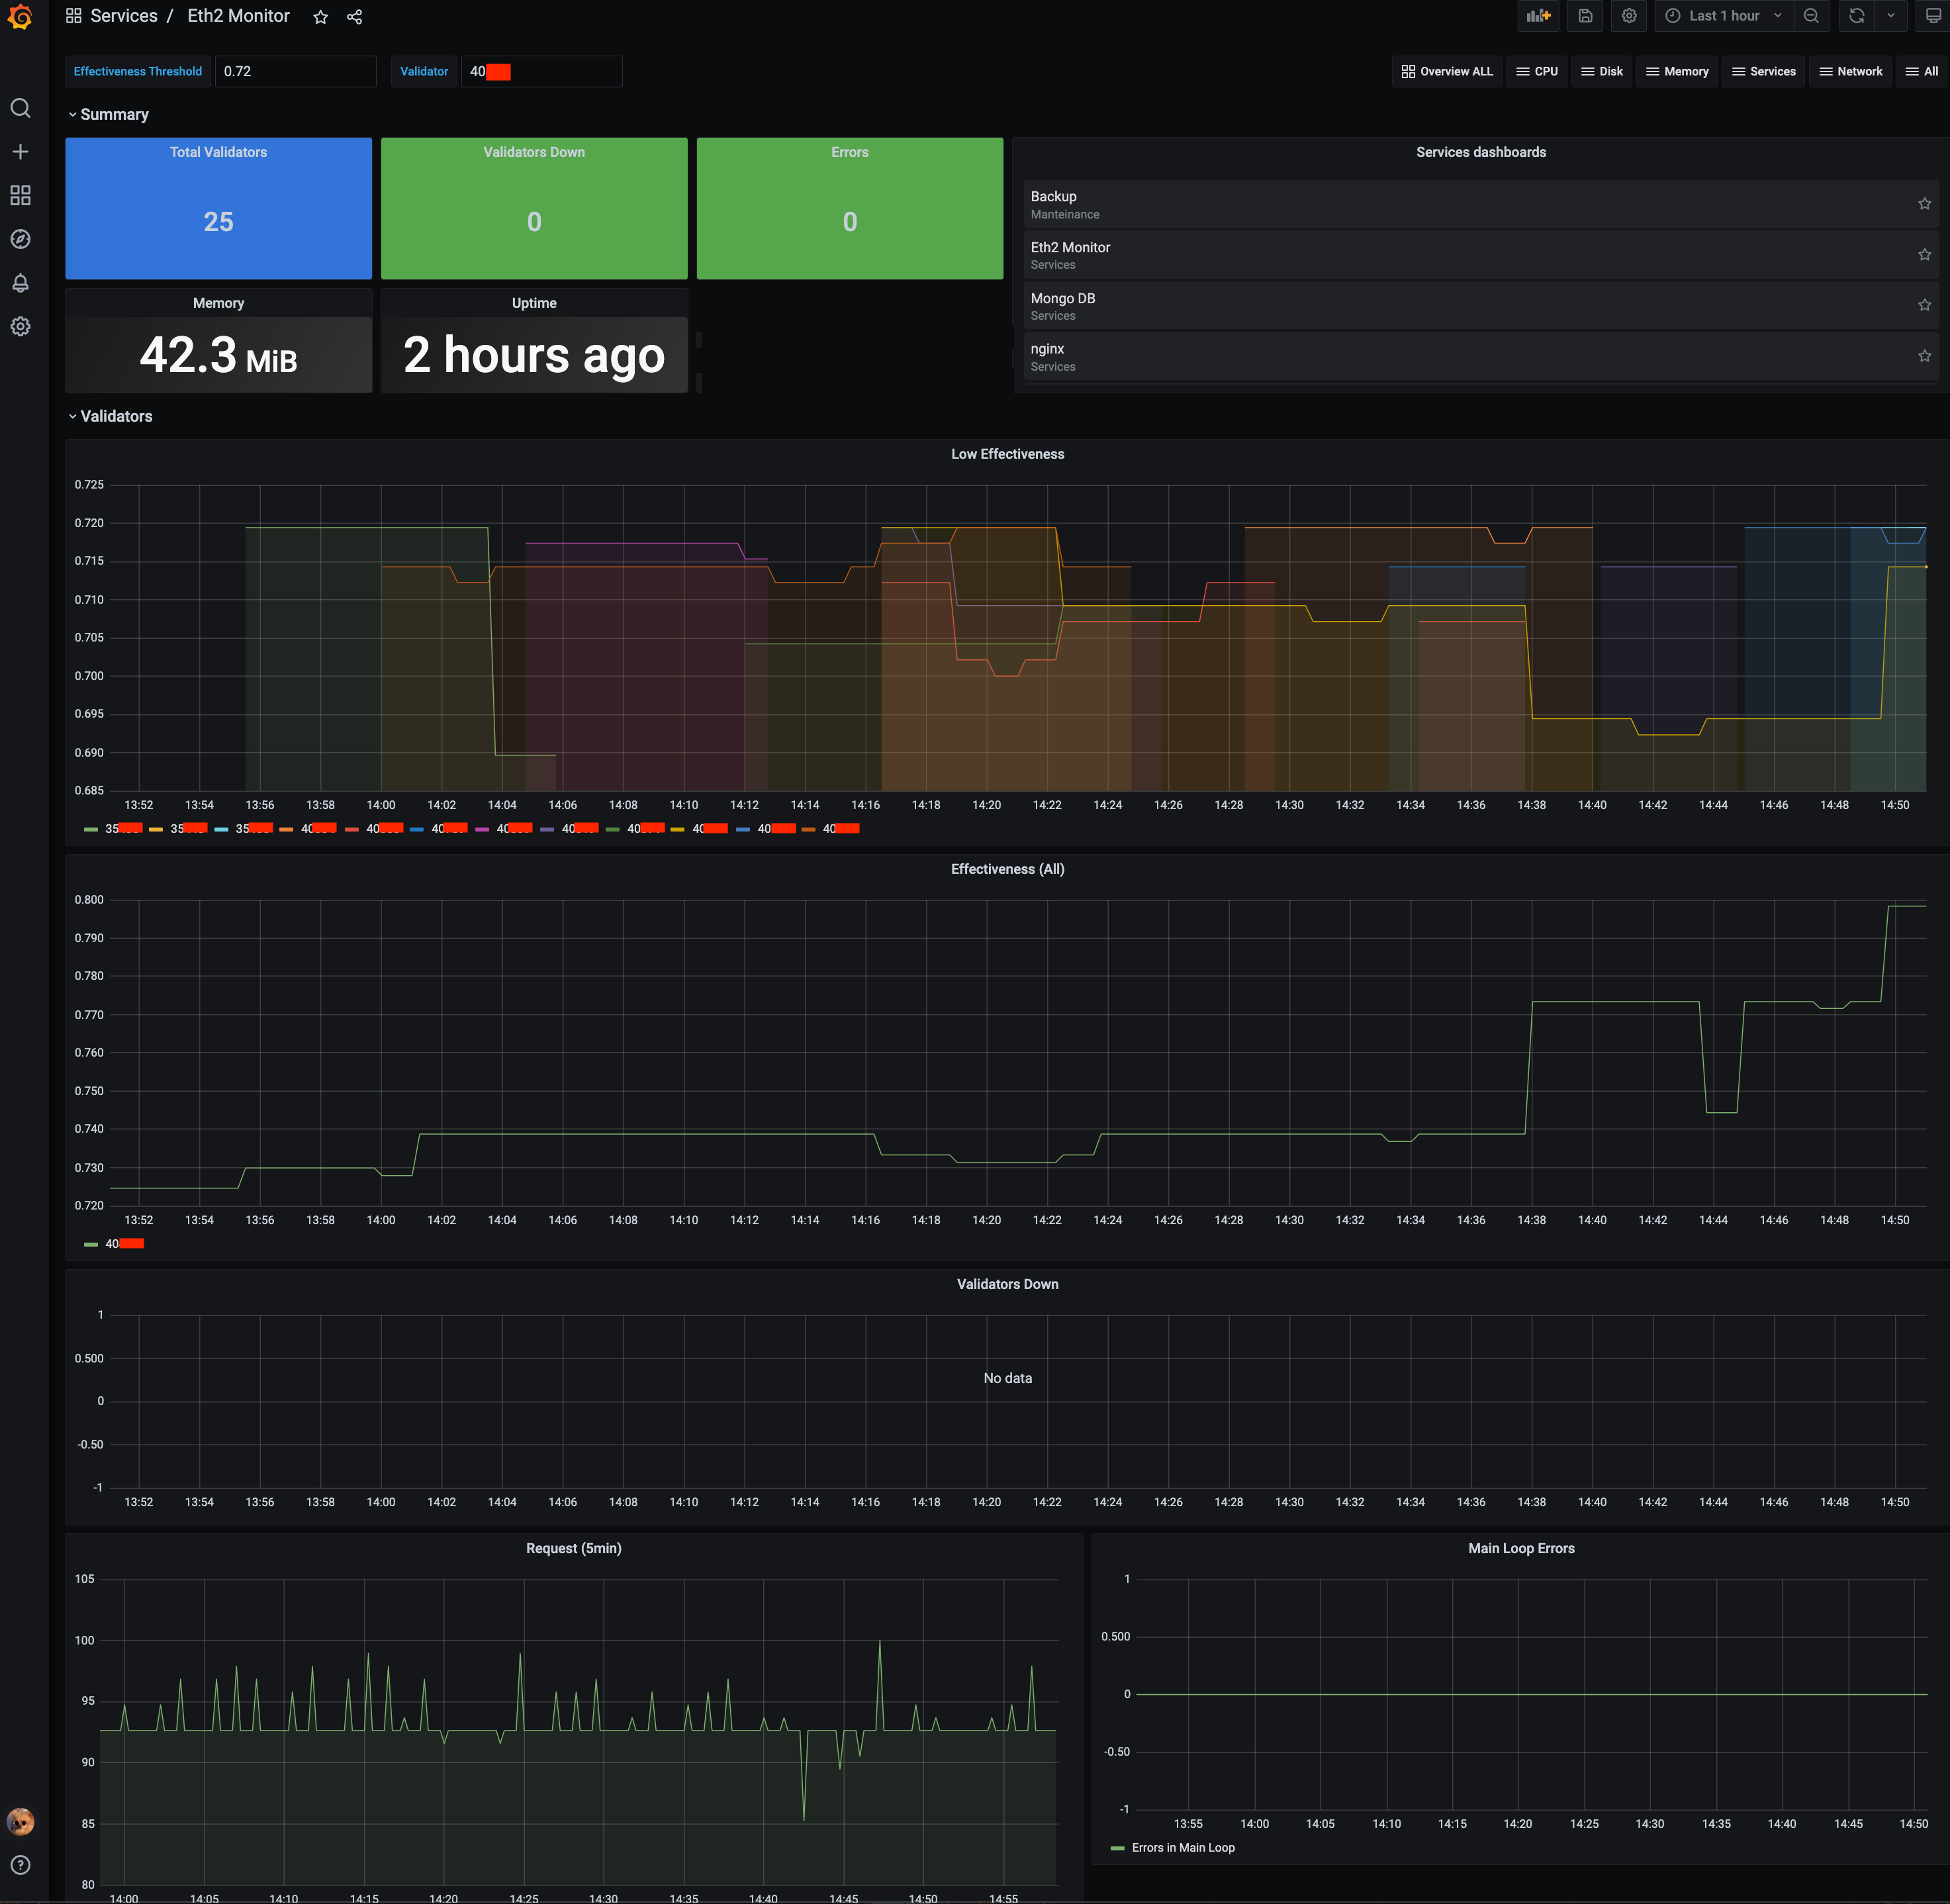 Services / Eth2 Monitor
Last 1 hour
Effectiveness Threshold 0.72 Validator 40
Overview ALL CPU Disk Memory Services Network All
Summary
Total Validators
25
Validators Down
0
Errors
0
Services dashboards
Backup
Manteinance
Eth2 Monitor
Services
Mongo DB
Services
nginx
Services
Memory
42.3 MiB
Uptime
2 hours ago
Validators
Low Effectiveness
0.725
0.720
0.715
0.710
0.705
0.700
0.695
0.690
0.685
13:52 13:54 13:56 13:58 14:00 14:02 14:04 14:06 14:08 14:10 14:12 14:14 14:16 14:18 14:20 14:22 14:24 14:26 14:28 14:30 14:32 14:34 14:36 14:38 14:40 14:42 14:44 14:46 14:48 14:50
35 35 35 40 40 40 40 40 40 40 40 40
Effectiveness (All)
0.800
0.790
0.780
0.770
0.760
0.750
0.740
0.730
0.720
13:52 13:54 13:56 13:58 14:00 14:02 14:04 14:06 14:08 14:10 14:12 14:14 14:16 14:18 14:20 14:22 14:24 14:26 14:28 14:30 14:32 14:34 14:36 14:38 14:40 14:42 14:44 14:46 14:48 14:50
40
Validators Down
1
0.500
0
-0.50
-1
No data
13:52 13:54 13:56 13:58 14:00 14:02 14:04 14:06 14:08 14:10 14:12 14:14 14:16 14:18 14:20 14:22 14:24 14:26 14:28 14:30 14:32 14:34 14:36 14:38 14:40 14:42 14:44 14:46 14:48 14:50
Request (5min)
105
100
95
90
85
80
14:00 14:05 14:10 14:15 14:20 14:25 14:30 14:35 14:40 14:45 14:50 14:55
Main Loop Errors
1
0.500
0
-0.50
-1
13:55 14:00 14:05 14:10 14:15 14:20 14:25 14:30 14:35 14:40 14:45 14:50
Errors in Main Loop